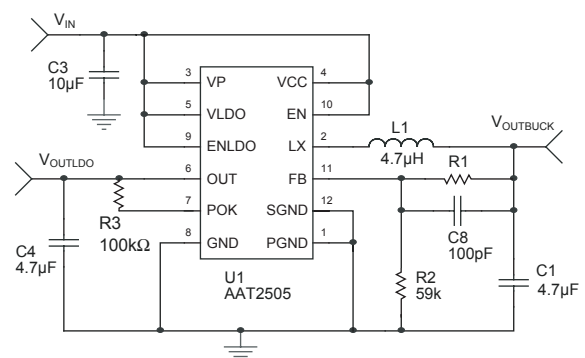 VIN
C3
10µF
3 VP VCC 4
5 VLDO EN 10
9 ENLDO LX 2
L1
4.7µH
VOUTBUCK
VOUTLDO
6 OUT FB 11
R1
7 POK SGND 12
R3
100kΩ
C8
100pF
8 GND PGND 1
C4
4.7µF
U1
AAT2505
R2
59k
C1
4.7µF